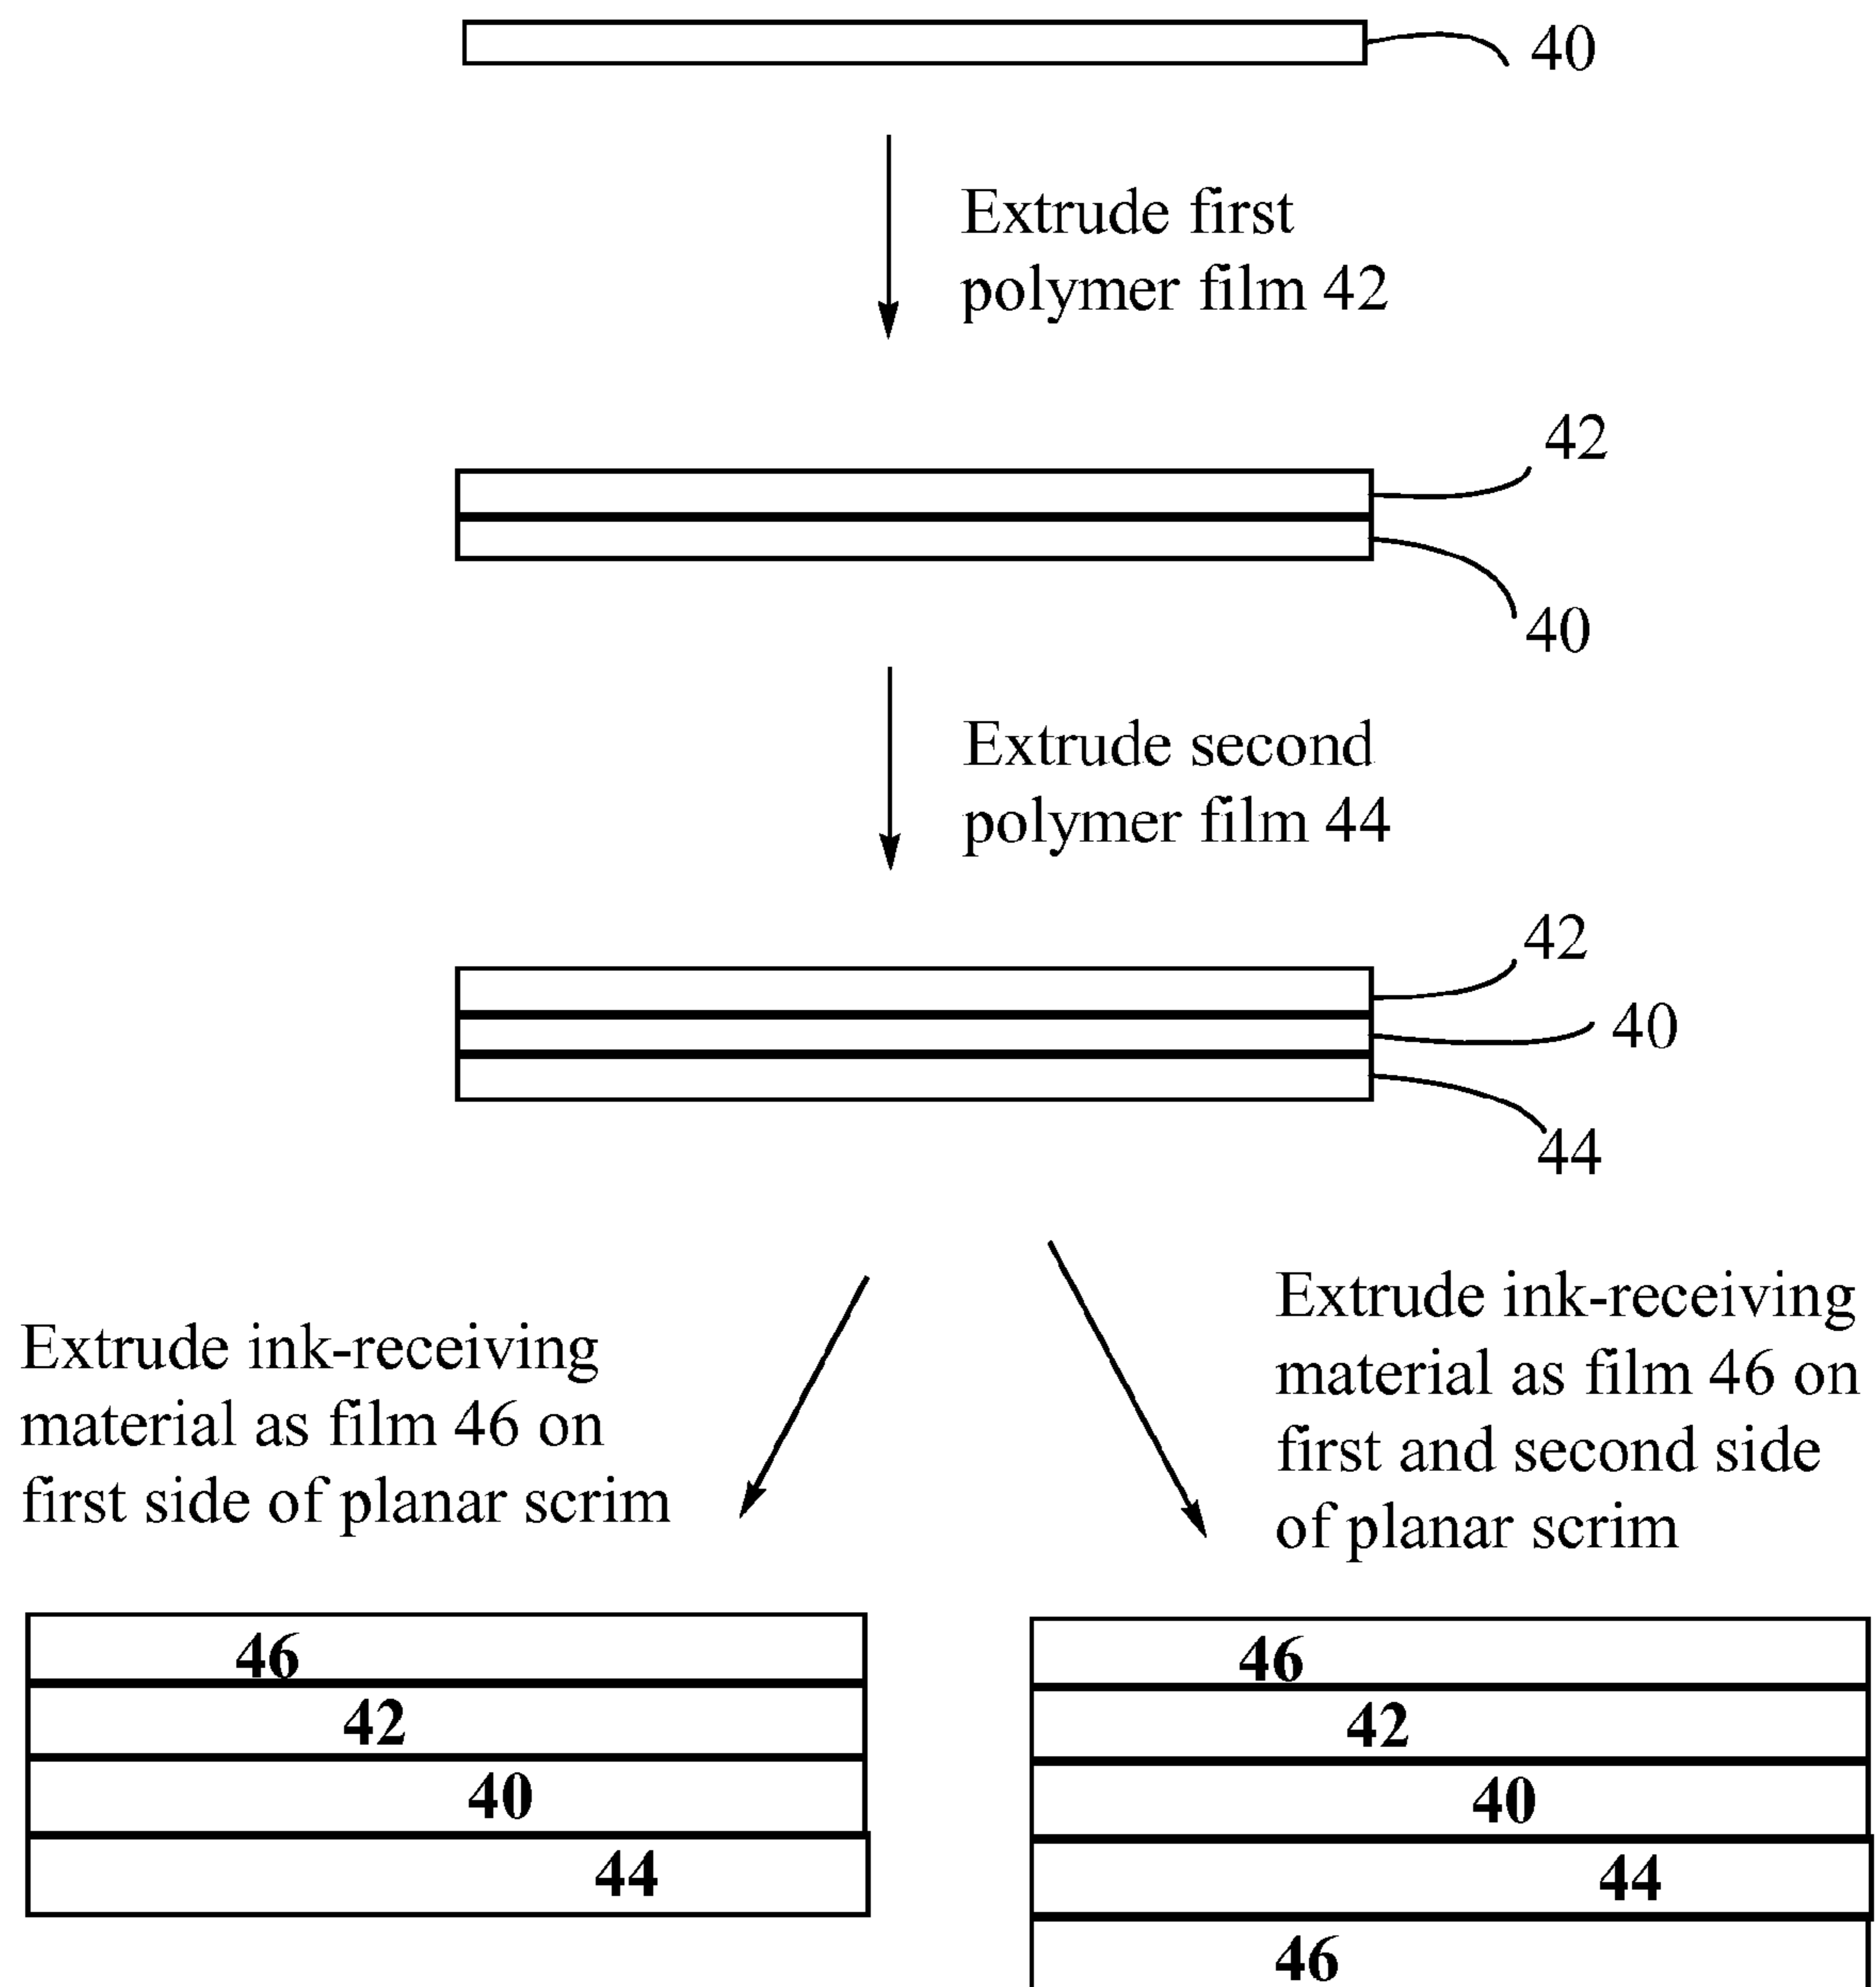 40
Extrude first
polymer film 42
42
40
Extrude second
polymer film 44
42
40
44
Extrude ink-receiving
material as film 46 on
first side of planar scrim
Extrude ink-receiving
material as film 46 on
first and second side
of planar scrim
46
42
40
44
46
42
40
44
46